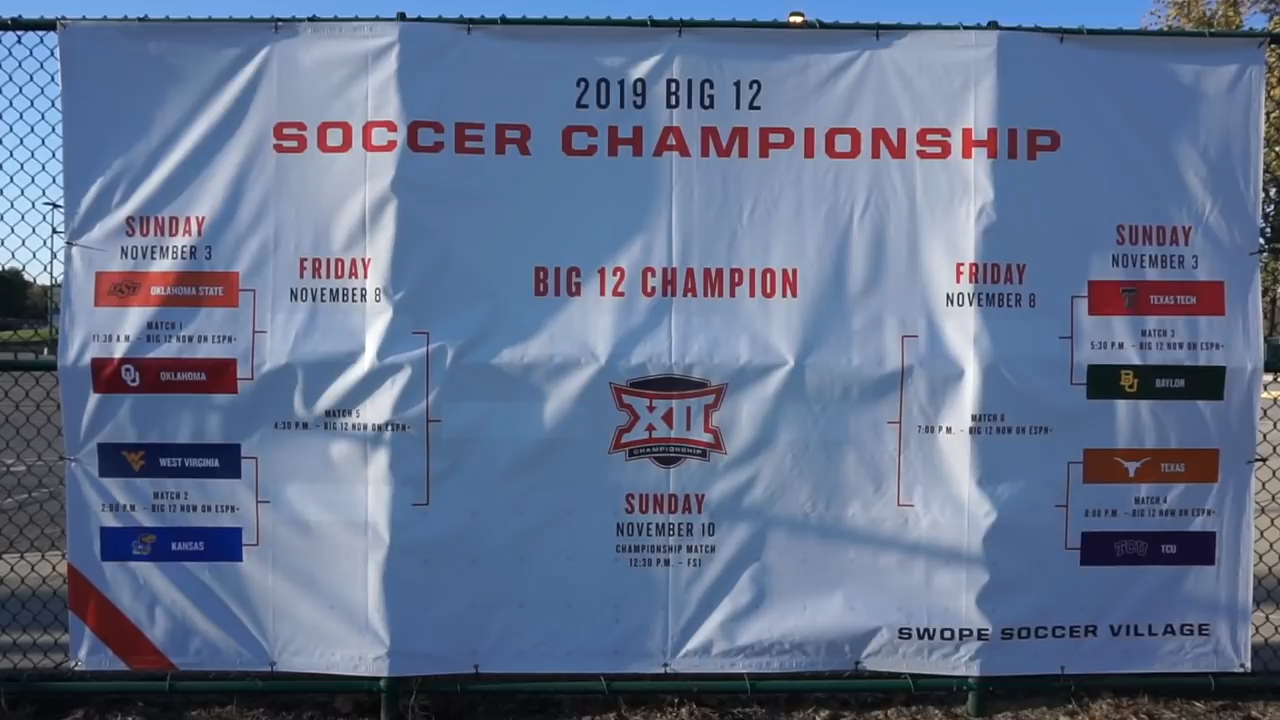 2019 BIG 12
SOCCER CHAMPIONSHIP
SUNDAY
NOVEMBER 3
OSU OKLAHOMA STATE
MATCH 1
11:30 A.M. - BIG 12 NOW ON ESPN+
OU OKLAHOMA
WV WEST VIRGINIA
MATCH 2
2:00 P.M. - BIG 12 NOW ON ESPN+
KANSAS
FRIDAY
NOVEMBER 8
MATCH 5
4:30 P.M. - BIG 12 NOW ON ESPN+
BIG 12 CHAMPION
XII
CHAMPIONSHIP
SUNDAY
NOVEMBER 10
CHAMPIONSHIP MATCH
12:30 P.M. - FS1
FRIDAY
NOVEMBER 8
MATCH 6
7:00 P.M. - BIG 12 NOW ON ESPN+
SUNDAY
NOVEMBER 3
TEXAS TECH
MATCH 3
5:30 P.M. - BIG 12 NOW ON ESPN+
BU BAYLOR
TEXAS
MATCH 4
8:00 P.M. - BIG 12 NOW ON ESPN+
TCU TCU
SWOPE SOCCER VILLAGE